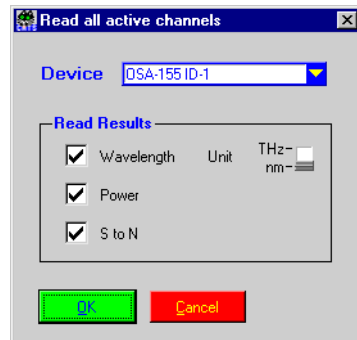 Read all active channels
Device OSA-155 ID-1
Read Results
Wavelength Unit THz
nm
Power
S to N
OK Cancel